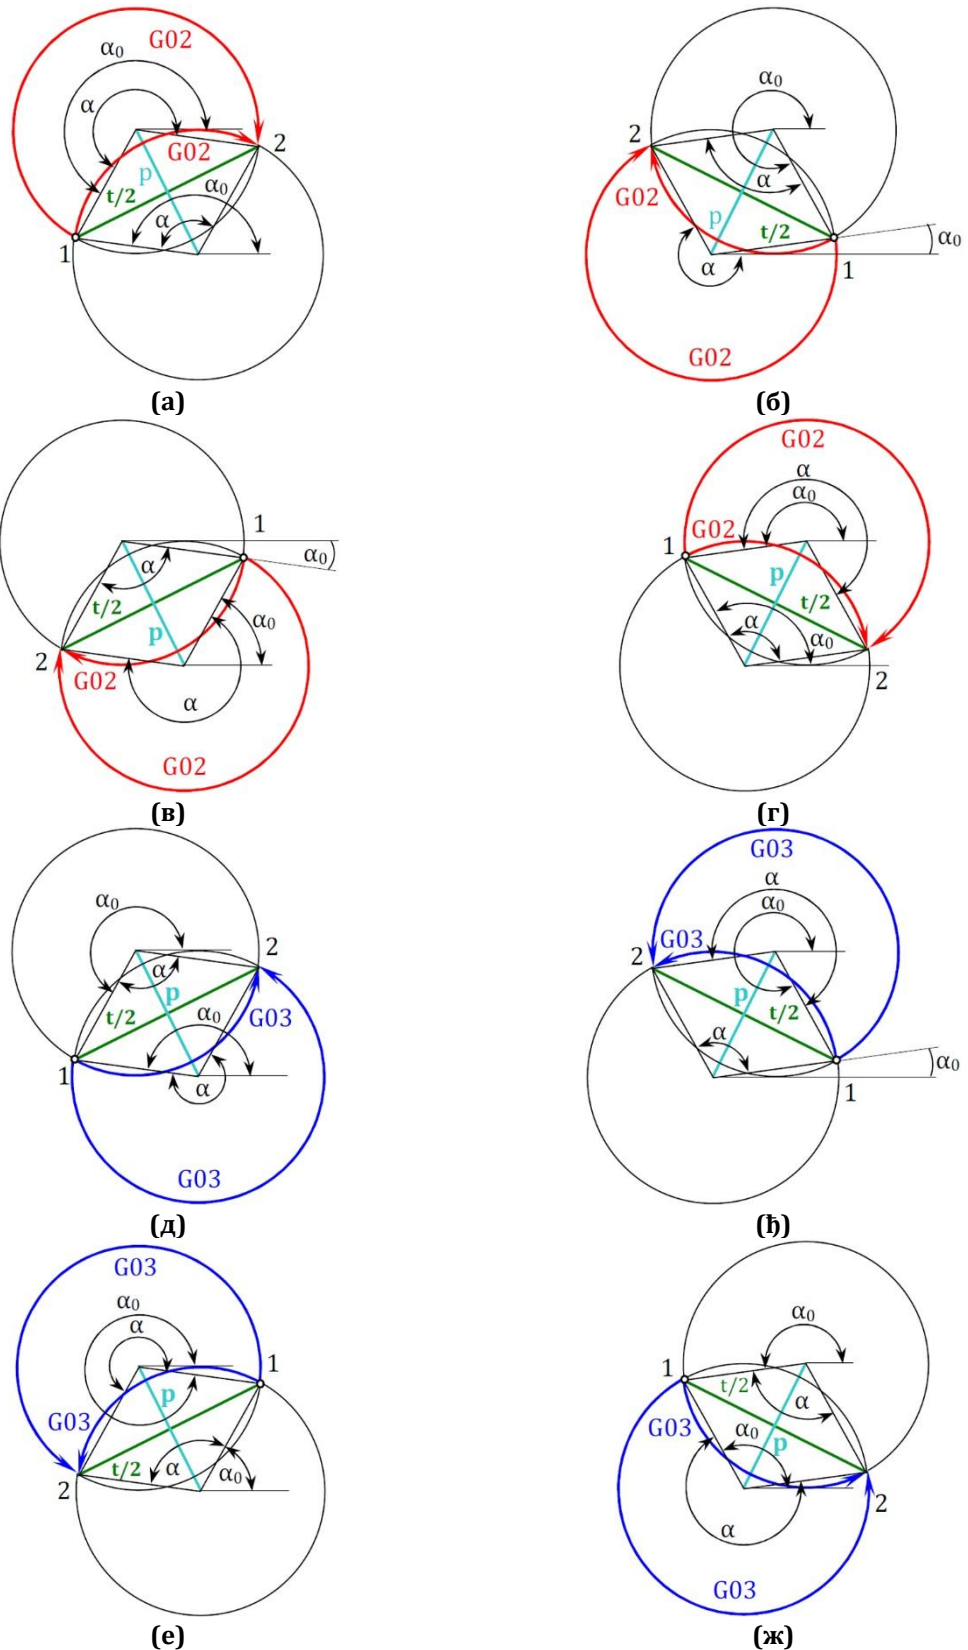 G02
α₀
α
G02
2
p
t/2
α₀
α
1
(а)
α₀
2
G02
α
p
t/2
α₀
α
1
G02
(б)
1
α₀
α
t/2
p
α₀
2
G02
α
G02
(в)
G02
α
α₀
G02
1
p
t/2
α
α₀
2
(г)
α₀
2
α
p
t/2
G03
α₀
1
α
G03
(д)
G03
α
α₀
G03
2
p
t/2
α
α₀
1
(ђ)
G03
α₀
α
1
p
G03
t/2
α
α₀
2
(е)
α₀
1
t/2
α
G03
α₀
p
2
α
G03
(ж)